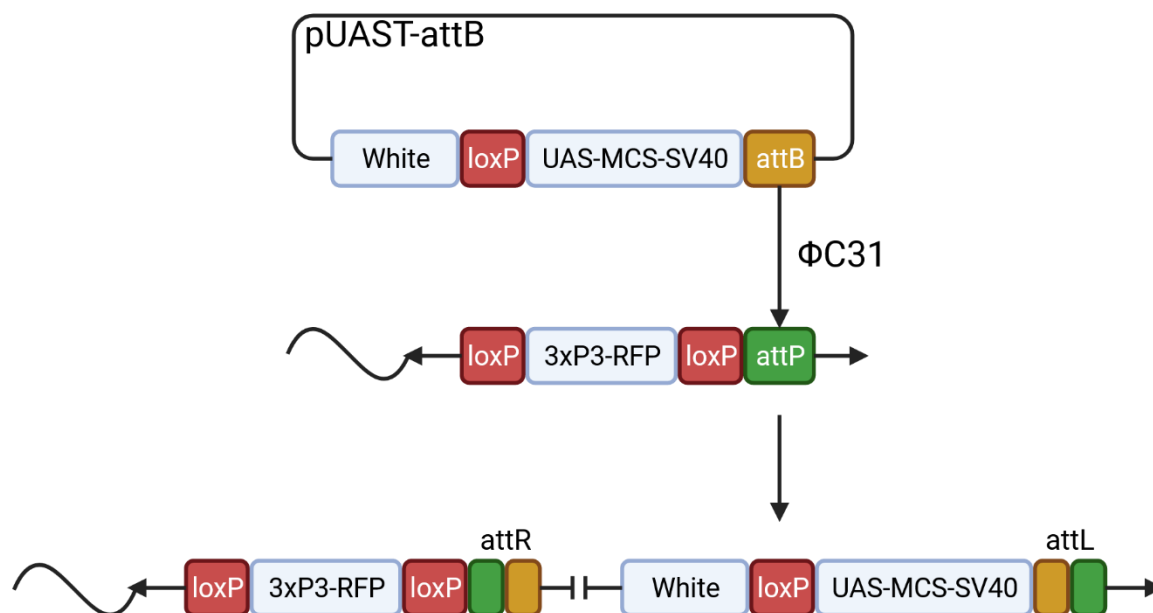 pUAST-attB
White loxP UAS-MCS-SV40 attB
ΦC31
loxP 3xP3-RFP loxP attP
attR attL
loxP 3xP3-RFP loxP White loxP UAS-MCS-SV40